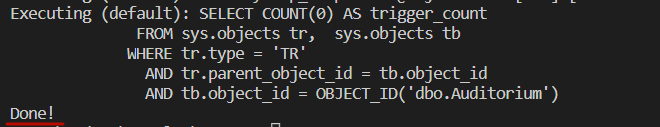 Executing (default): SELECT COUNT(0) AS trigger_count
FROM sys.objects tr,  sys.objects tb
WHERE tr.type = 'TR'
AND tr.parent_object_id = tb.object_id
AND tb.object_id = OBJECT_ID('dbo.Auditorium')
Done!